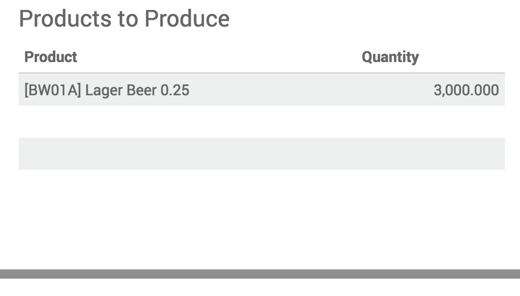 Products to Produce
Product Quantity
[BW01A] Lager Beer 0.25 3,000.000